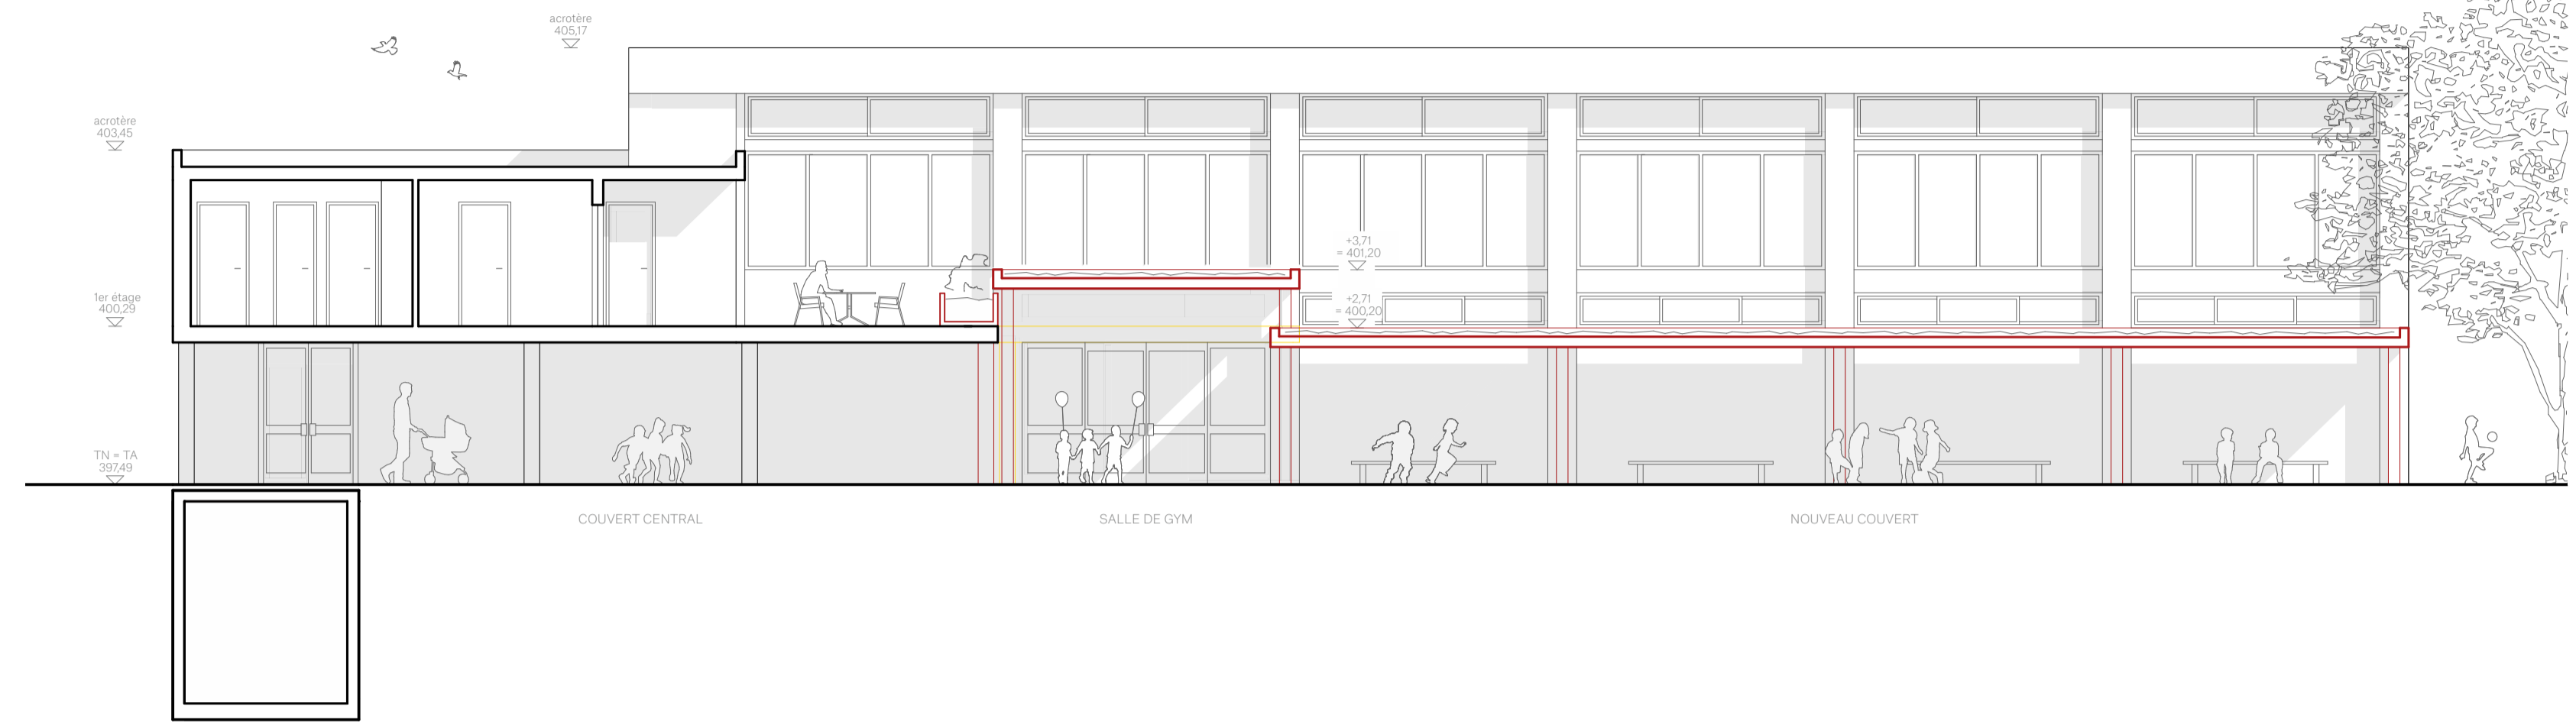 acrotère
405,17
acrotère
403,45
+3,71
= 401,20
1er étage
400,29
+2,71
= 400,20
TN = TA
397,49
COUVERT CENTRAL
SALLE DE GYM
NOUVEAU COUVERT